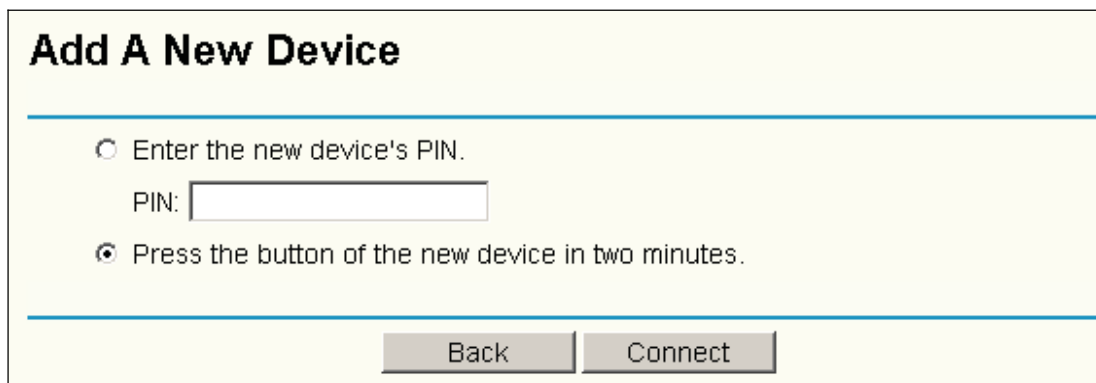 Add A New Device
Enter the new device's PIN.
PIN:
Press the button of the new device in two minutes.
Back Connect